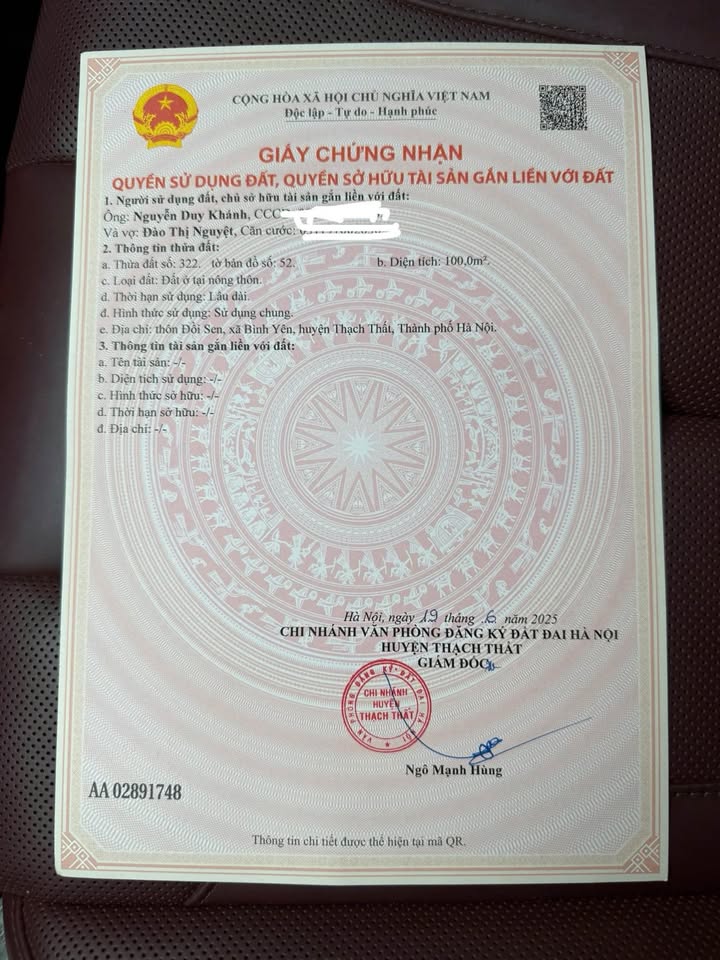 CỘNG HÒA XÃ HỘI CHỦ NGHĨA VIỆT NAM
Độc lập - Tự do - Hạnh phúc
GIẤY CHỨNG NHẬN
QUYỀN SỬ DỤNG ĐẤT, QUYỀN SỞ HỮU TÀI SẢN GẮN LIỀN VỚI ĐẤT
1. Người sử dụng đất, chủ sở hữu tài sản gắn liền với đất:
Ông: Nguyễn Duy Khánh, CCC
Và vợ: Đào Thị Nguyệt, Căn cước:
2. Thông tin thửa đất:
a. Thửa đất số: 322. tờ bản đồ số: 52. b. Diện tích: 100,0m².
c. Loại đất: Đất ở tại nông thôn.
d. Thời hạn sử dụng: Lâu dài.
đ. Hình thức sử dụng: Sử dụng chung.
e. Địa chỉ: thôn Đồi Sen, xã Bình Yên, huyện Thạch Thất, Thành phố Hà Nội.
3. Thông tin tài sản gắn liền với đất:
a. Tên tài sản: -/-
b. Diện tích sử dụng: -/-
c. Hình thức sở hữu: -/-
d. Thời hạn sở hữu: -/-
đ. Địa chỉ: -/-
Hà Nội, ngày 19 tháng 6 năm 2025
CHI NHÁNH VĂN PHÒNG ĐĂNG KÝ ĐẤT ĐAI HÀ NỘI
HUYỆN THẠCH THẤT
GIÁM ĐỐC
VĂN PHÒNG ĐĂNG KÝ ĐẤT ĐAI HÀ NỘI
CHI NHÁNH
HUYỆN
THẠCH THẤT
Ngô Mạnh Hùng
AA 02891748
Thông tin chi tiết được thể hiện tại mã QR.